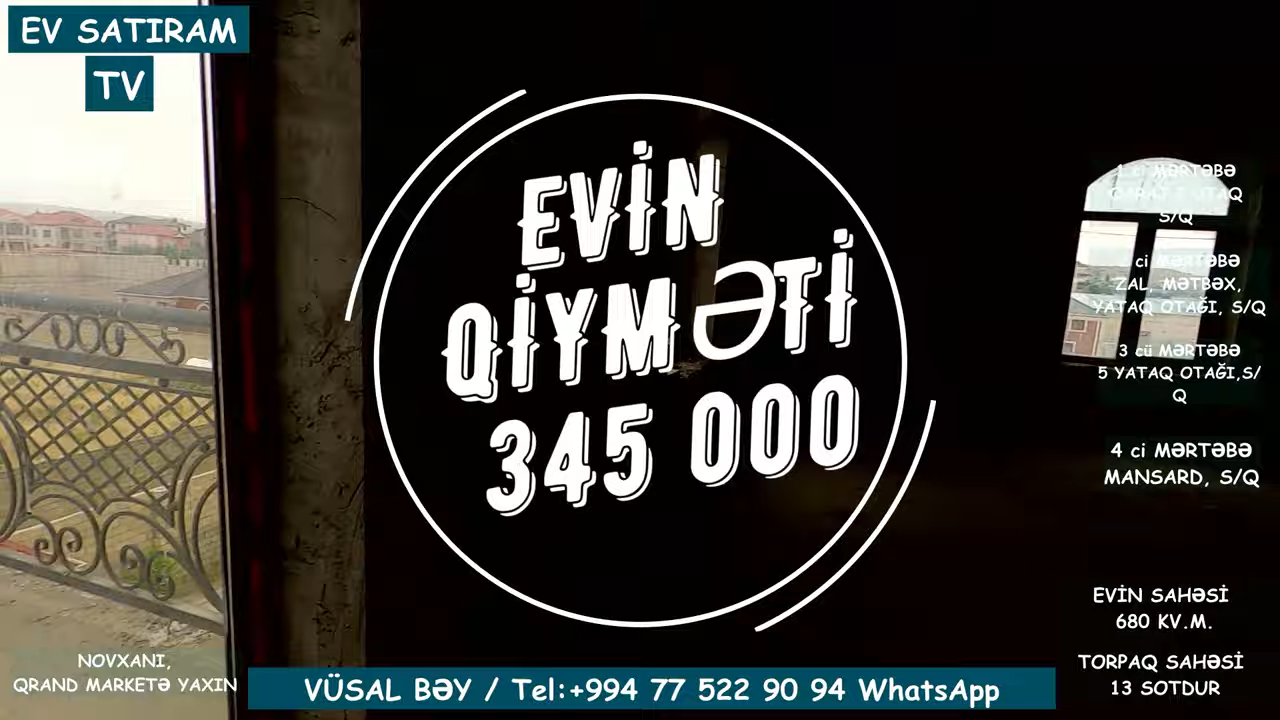 EV SATIRAM
TV
EVİN
QİYMƏTİ
345 000
1 ci MƏRTƏBƏ
OTAQ
S/Q
ci MƏRTƏBƏ
ZAL, MƏTBƏX,
YATAQ OTAĞI, S/Q
3 cü MƏRTƏBƏ
5 YATAQ OTAĞI,S/
Q
4 ci MƏRTƏBƏ
MANSARD, S/Q
EVİN SAHƏSİ
680 KV.M.
TORPAQ SAHƏSİ
13 SOTDUR
NOVXANI,
QRAND MARKETƏ YAXIN
VÜSAL BƏY / Tel:+994 77 522 90 94 WhatsApp